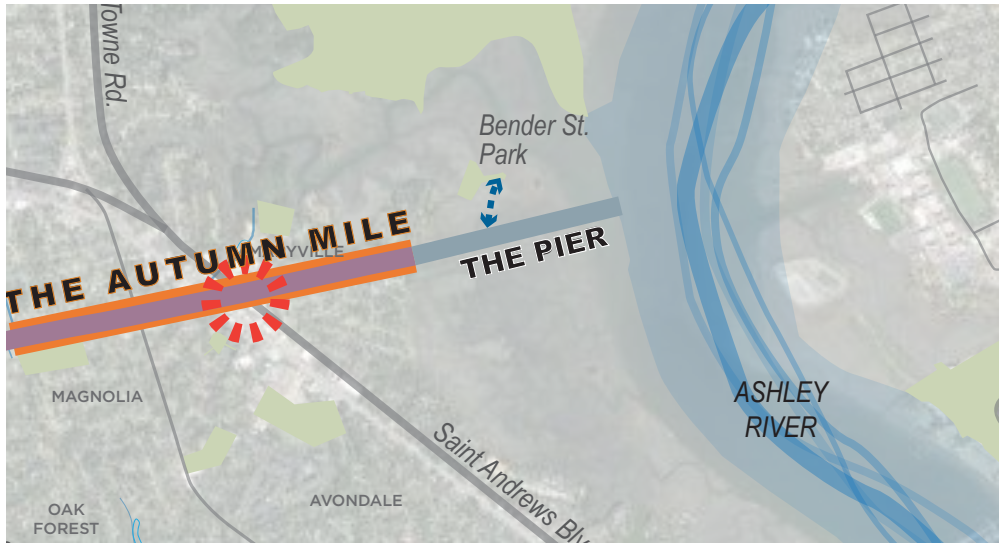 Towne Rd.
Bender St.
Park
THE AUTUMN MILE
THE PIER
MAGNOLIA
ASHLEY
RIVER
Saint Andrews Blv
AVONDALE
OAK
FOREST